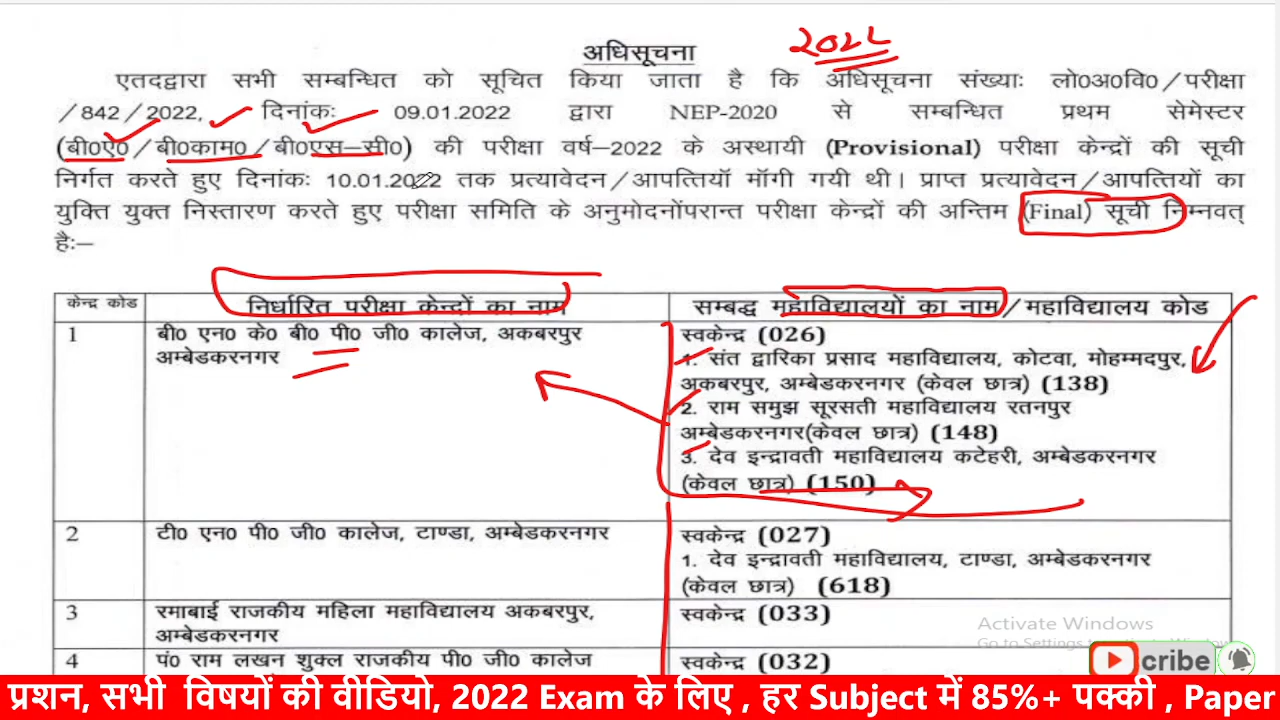 2022
अधिसूचना
एतदद्वारा सभी सम्बन्धित को सूचित किया जाता है कि अधिसूचना संख्याः लो0अ0वि0/परीक्षा
/842/2022, दिनांकः 09.01.2022 द्वारा NEP-2020 से सम्बन्धित प्रथम सेमेस्टर
(बी0ए0/बी0काम0/बी0एस-सी0) की परीक्षा वर्ष-2022 के अस्थायी (Provisional) परीक्षा केन्द्रों की सूची
निर्गत करते हुए दिनांकः 10.01.2022 तक प्रत्यावेदन/आपत्तियॉ मॉगी गयी थी। प्राप्त प्रत्यावेदन/आपत्तियों का
युक्ति युक्त निस्तारण करते हुए परीक्षा समिति के अनुमोदनोंपरान्त परीक्षा केन्द्रों की अन्तिम (Final) सूची निम्नवत्
है:-
केन्द्र कोड निर्धारित परीक्षा केन्दों का नाम सम्बद्ध महाविद्यालयों का नाम/महाविद्यालय कोड
1 बी0 एन0 के0 बी0 पी0 जी0 कालेज, अकबरपुर
अम्बेडकरनगर
स्वकेन्द्र (026)
1. संत द्वारिका प्रसाद महाविद्यालय, कोटवा, मोहम्मदपुर,
अकबरपुर, अम्बेडकरनगर (केवल छात्र) (138)
2. राम समुझ सूरसती महाविद्यालय रतनपुर
अम्बेडकरनगर(केवल छात्र) (148)
3. देव इन्द्रावती महाविद्यालय कटेहरी, अम्बेडकरनगर
(केवल छात्र) (150)
2 टी0 एन0 पी0 जी0 कालेज, टाण्डा, अम्बेडकरनगर
स्वकेन्द्र (027)
1. देव इन्द्रावती महाविद्यालय, टाण्डा, अम्बेडकरनगर
(केवल छात्र) (618)
3 रमाबाई राजकीय महिला महाविद्यालय अकबरपुर,
अम्बेडकरनगर
स्वकेन्द्र (033)
4 पं0 राम लखन शुक्ल राजकीय पी0 जी0 कालेज
स्वकेन्द्र (032)
Activate Windows
Go to Settings to activate Windows.
cribe
प्रशन, सभी विषयों की वीडियो, 2022 Exam के लिए , हर Subject में 85%+ पक्की , Paper